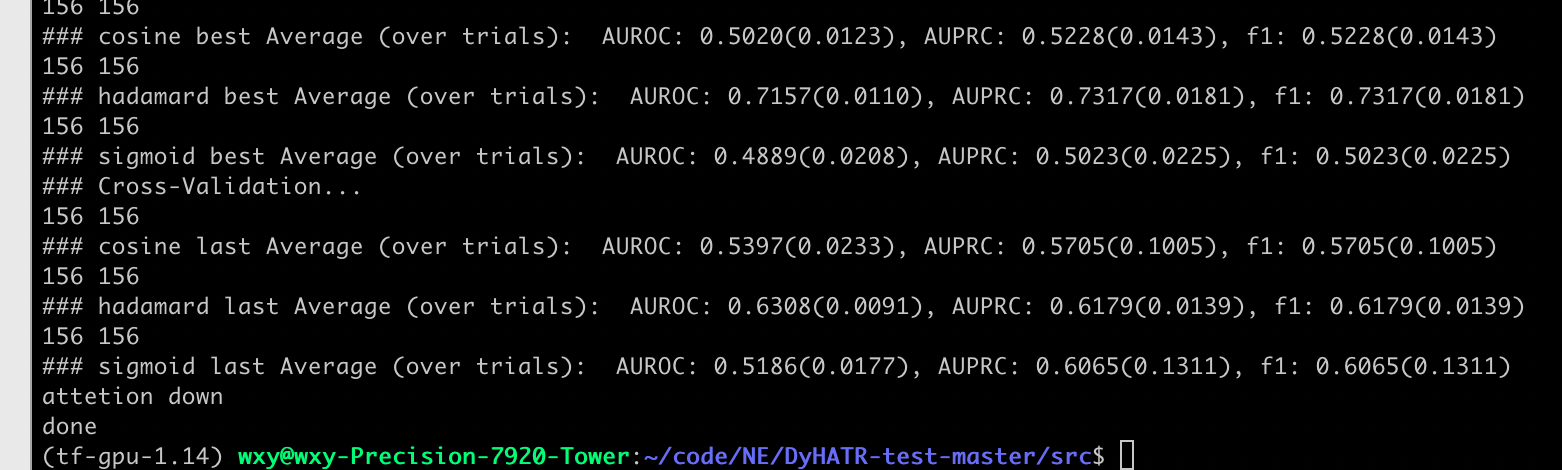 156 156
### cosine best Average (over trials):  AUROC: 0.5020(0.0123), AUPRC: 0.5228(0.0143), f1: 0.5228(0.0143)
156 156
### hadamard best Average (over trials):  AUROC: 0.7157(0.0110), AUPRC: 0.7317(0.0181), f1: 0.7317(0.0181)
156 156
### sigmoid best Average (over trials):  AUROC: 0.4889(0.0208), AUPRC: 0.5023(0.0225), f1: 0.5023(0.0225)
### Cross-Validation...
156 156
### cosine last Average (over trials):  AUROC: 0.5397(0.0233), AUPRC: 0.5705(0.1005), f1: 0.5705(0.1005)
156 156
### hadamard last Average (over trials):  AUROC: 0.6308(0.0091), AUPRC: 0.6179(0.0139), f1: 0.6179(0.0139)
156 156
### sigmoid last Average (over trials):  AUROC: 0.5186(0.0177), AUPRC: 0.6065(0.1311), f1: 0.6065(0.1311)
attetion down
done
(tf-gpu-1.14) wxy@wxy-Precision-7920-Tower:~/code/NE/DyHATR-test-master/src$